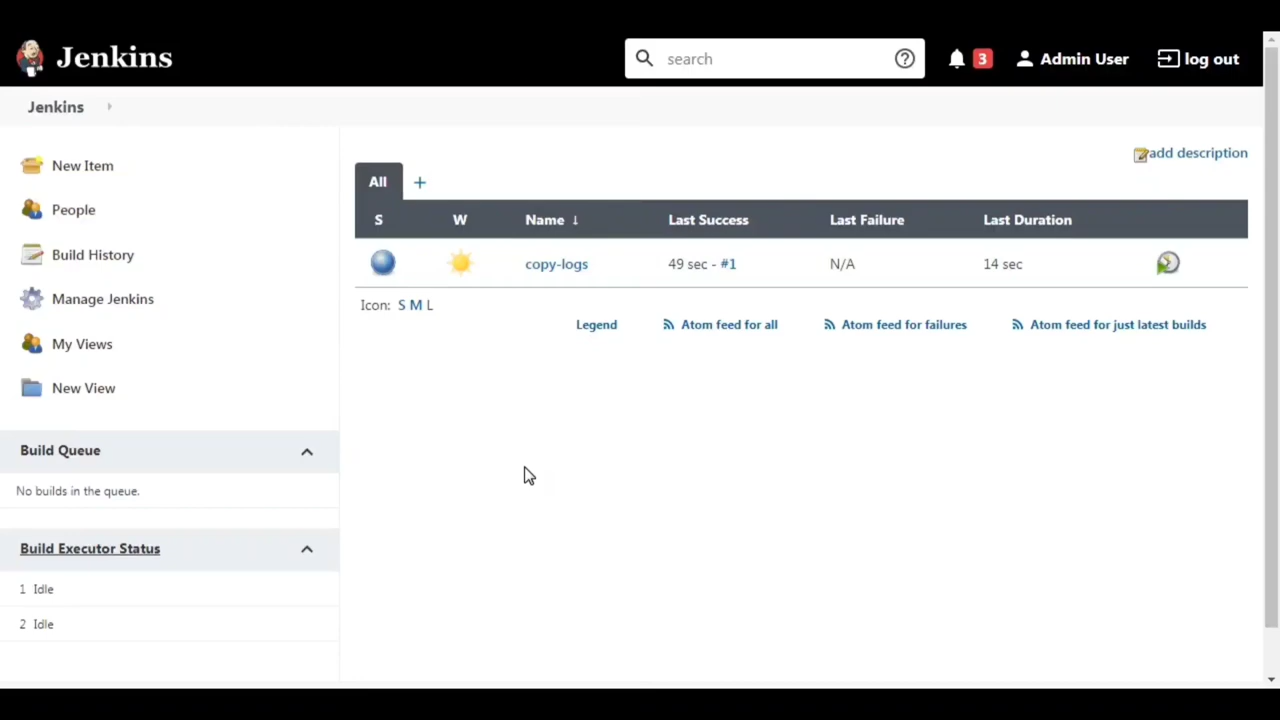 Jenkins
search
3
Admin User
log out
Jenkins
New Item
People
Build History
Manage Jenkins
My Views
New View
Build Queue
No builds in the queue.
Build Executor Status
1 Idle
2 Idle
add description
All +
S W Name ↓ Last Success Last Failure Last Duration
copy-logs 49 sec - #1 N/A 14 sec
Icon: S M L
Legend Atom feed for all Atom feed for failures Atom feed for just latest builds